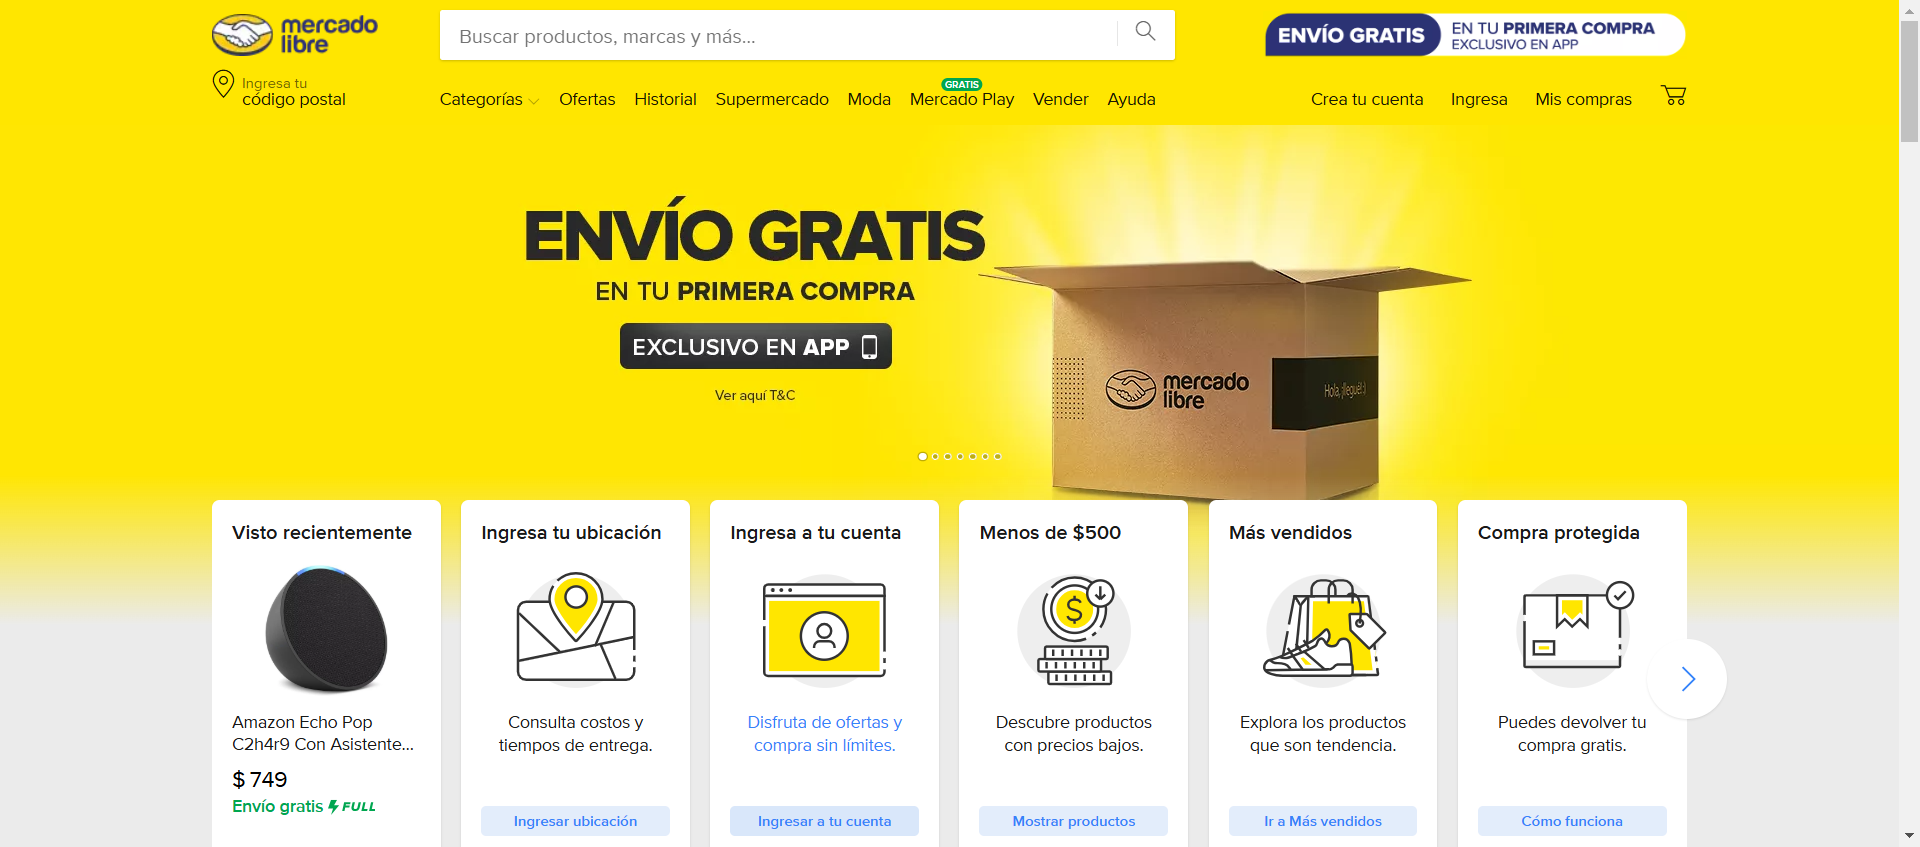 mercado
libre
Buscar productos, marcas y más...
ENVÍO GRATIS
EN TU PRIMERA COMPRA
EXCLUSIVO EN APP
Ingresa tu
código postal
Categorías
Ofertas
Historial
Supermercado
Moda
GRATIS
Mercado Play
Vender
Ayuda
Crea tu cuenta
Ingresa
Mis compras
ENVÍO GRATIS
EN TU PRIMERA COMPRA
EXCLUSIVO EN APP
Ver aquí T&C
mercado
libre
Hola, ¡llegué! :)
Visto recientemente
Amazon Echo Pop
C2h4r9 Con Asistente...
$ 749
Envío gratis FULL
Ingresa tu ubicación
Consulta costos y
tiempos de entrega.
Ingresar ubicación
Ingresa a tu cuenta
Disfruta de ofertas y
compra sin límites.
Ingresar a tu cuenta
Menos de $500
$
Descubre productos
con precios bajos.
Mostrar productos
Más vendidos
Explora los productos
que son tendencia.
Ir a Más vendidos
Compra protegida
Puedes devolver tu
compra gratis.
Cómo funciona